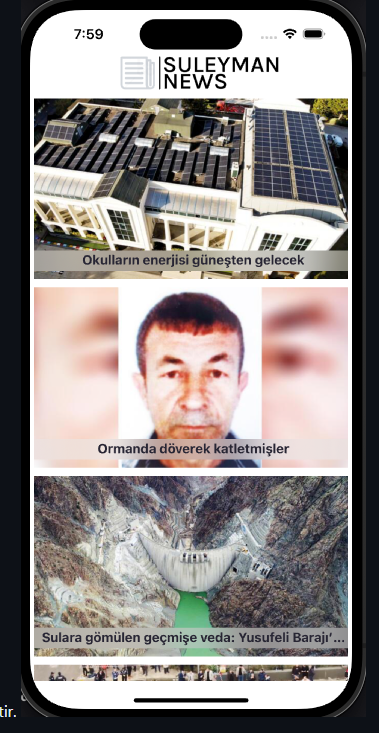 7:59
SULEYMAN
NEWS
Okulların enerjisi güneşten gelecek
Ormanda döverek katletmişler
Sulara gömülen geçmişe veda: Yusufeli Barajı’...
tir.